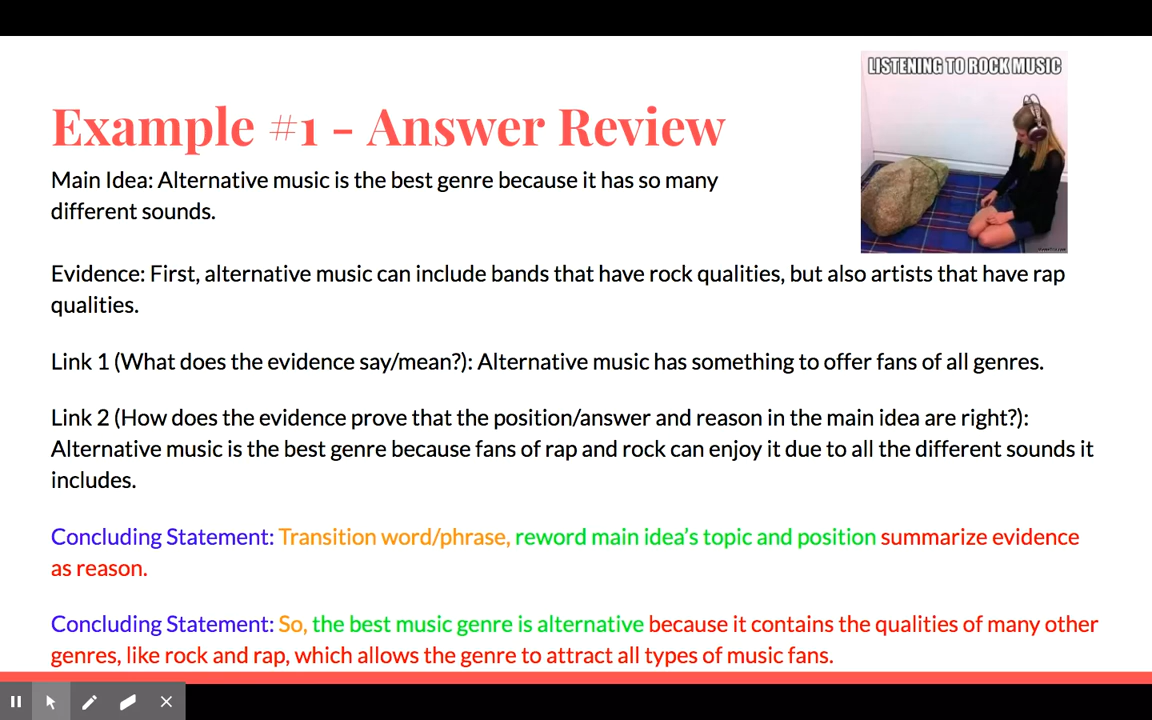 LISTENING TO ROCK MUSIC
Example #1 - Answer Review
Main Idea: Alternative music is the best genre because it has so many
different sounds.
Evidence: First, alternative music can include bands that have rock qualities, but also artists that have rap
qualities.
Link 1 (What does the evidence say/mean?): Alternative music has something to offer fans of all genres.
Link 2 (How does the evidence prove that the position/answer and reason in the main idea are right?):
Alternative music is the best genre because fans of rap and rock can enjoy it due to all the different sounds it
includes.
Concluding Statement: Transition word/phrase, reword main idea's topic and position summarize evidence
as reason.
Concluding Statement: So, the best music genre is alternative because it contains the qualities of many other
genres, like rock and rap, which allows the genre to attract all types of music fans.